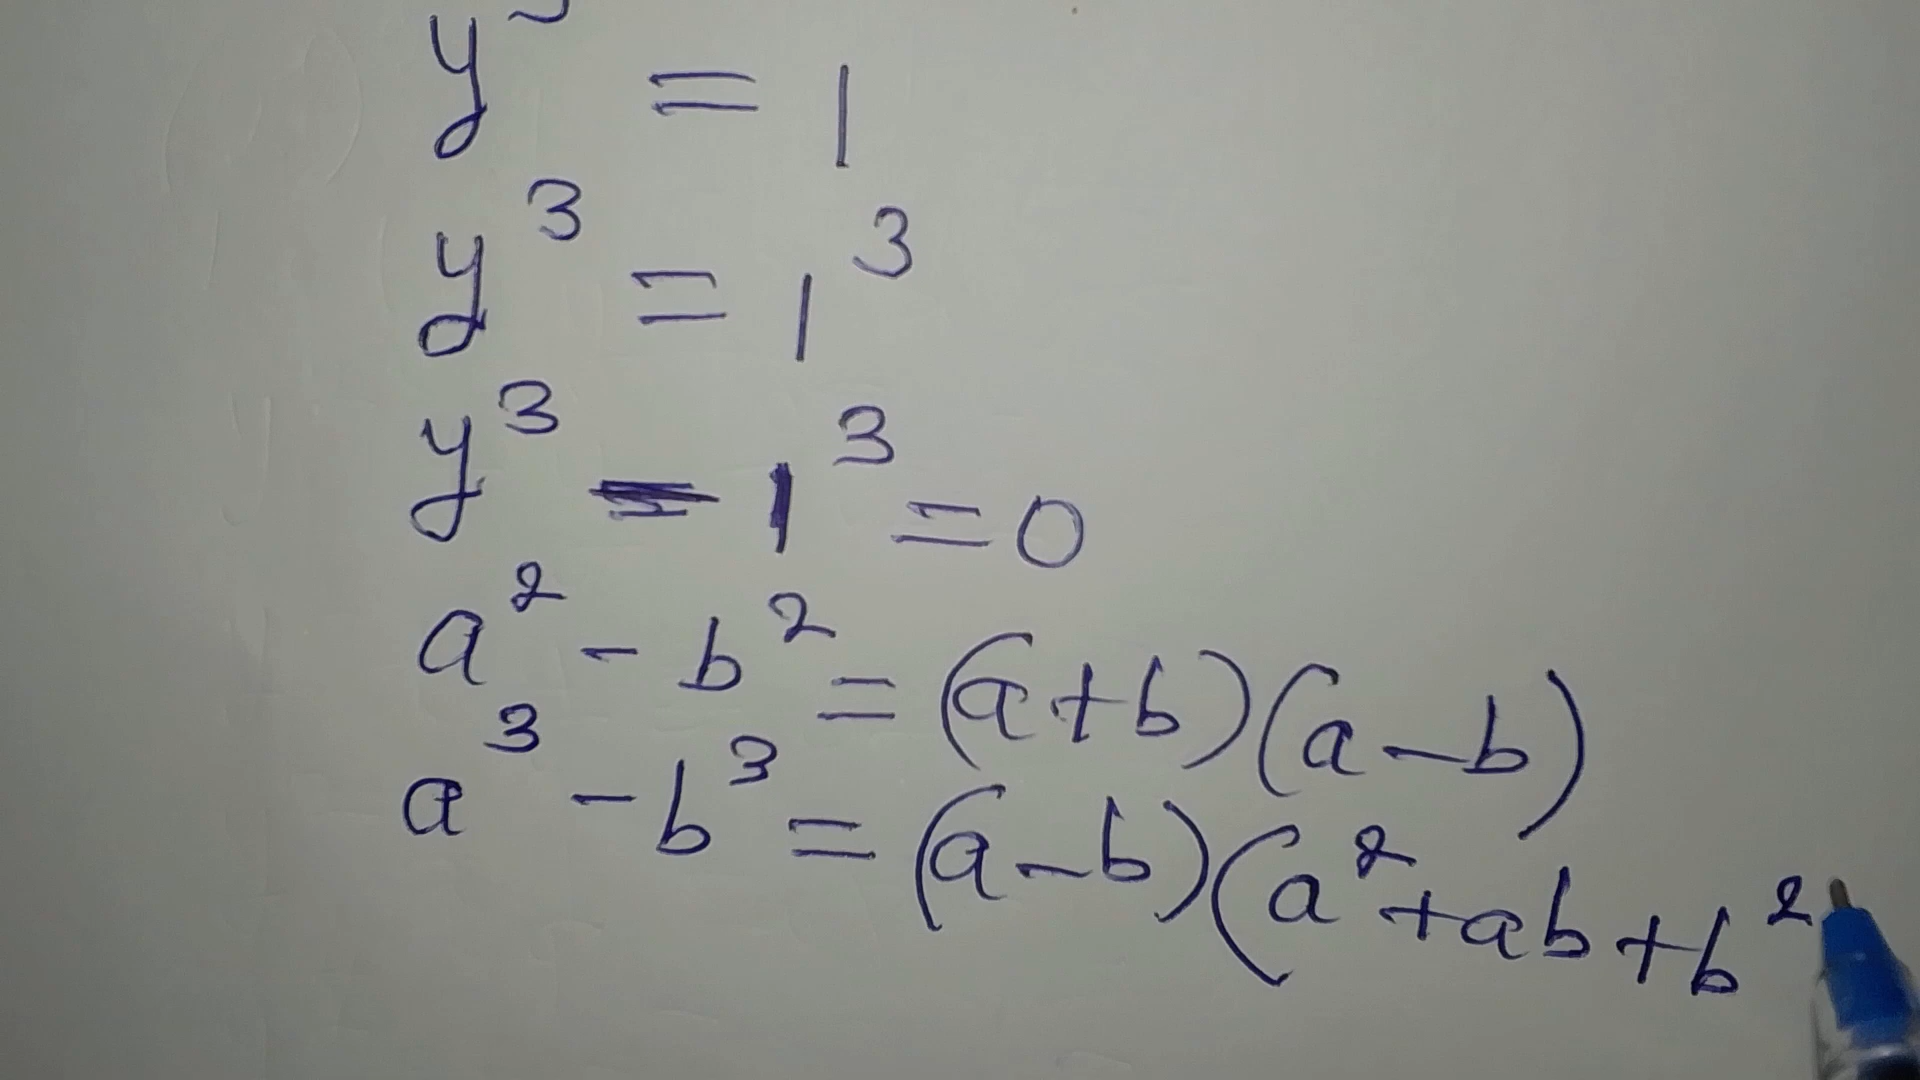 y = 1
y³ = 1³
y³ - 1³ = 0
a² - b² = (a+b)(a-b)
a³ - b³ = (a-b)(a²+ab+b²